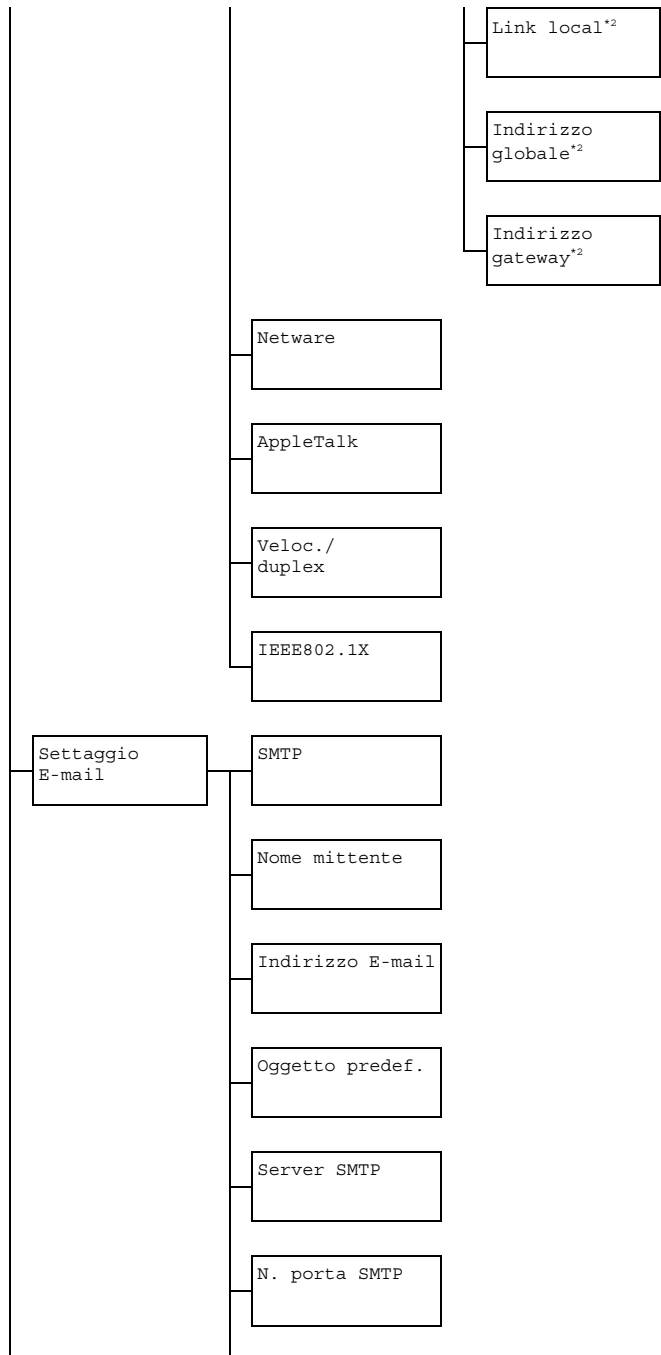 Link local*2
Indirizzo
globale*2
Indirizzo
gateway*2
Netware
AppleTalk
Veloc./
duplex
IEEE802.1X
Settaggio
E-mail
SMTP
Nome mittente
Indirizzo E-mail
Oggetto predef.
Server SMTP
N. porta SMTP